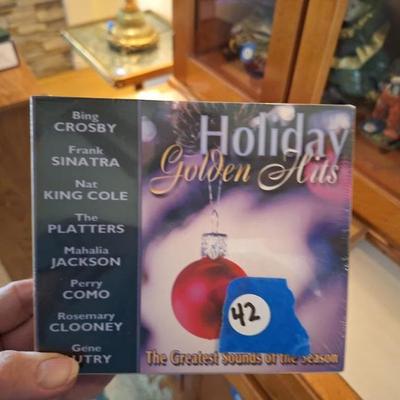 Bing
CROSBY
Frank
SINATRA
Nat
KING COLE
The
PLATTERS
Mahalia
JACKSON
Perry
COMO
Rosemary
CLOONEY
Gene
UTRY
Holiday
Golden Hits
42
The Greatest Sounds of the Season